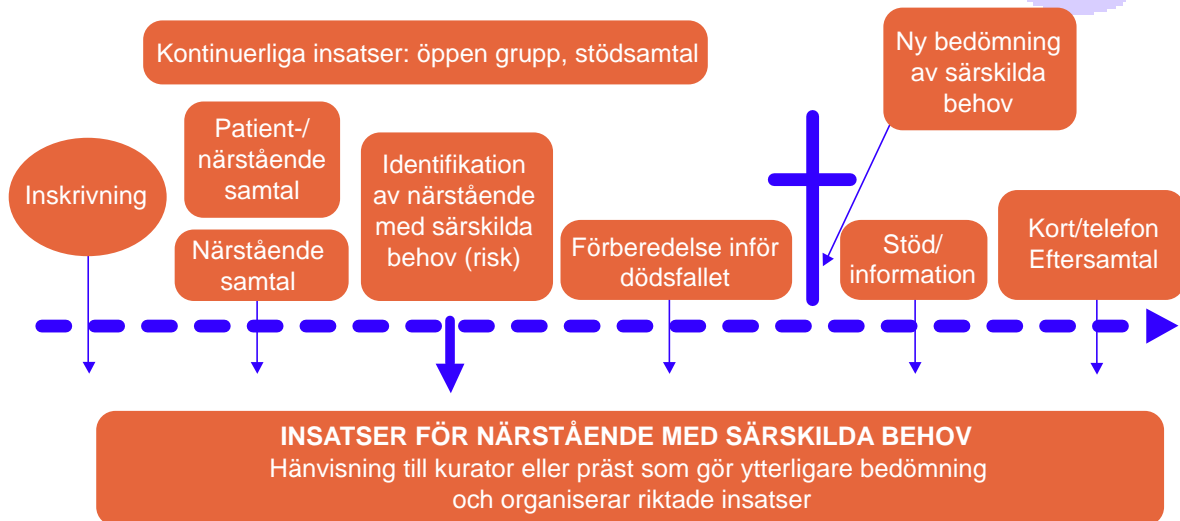 Kontinuerliga insatser: öppen grupp, stödsamtal
Ny bedömning
av särskilda
behov
Inskrivning
Patient-/
närstående
samtal
Närstående
samtal
Identifikation
av närstående
med särskilda
behov (risk)
Förberedelse inför
dödsfallet
Stöd/
information
Kort/telefon
Eftersamtal
INSATSER FÖR NÄRSTÅENDE MED SÄRSKILDA BEHOV
Hänvisning till kurator eller präst som gör ytterligare bedömning
och organiserar riktade insatser